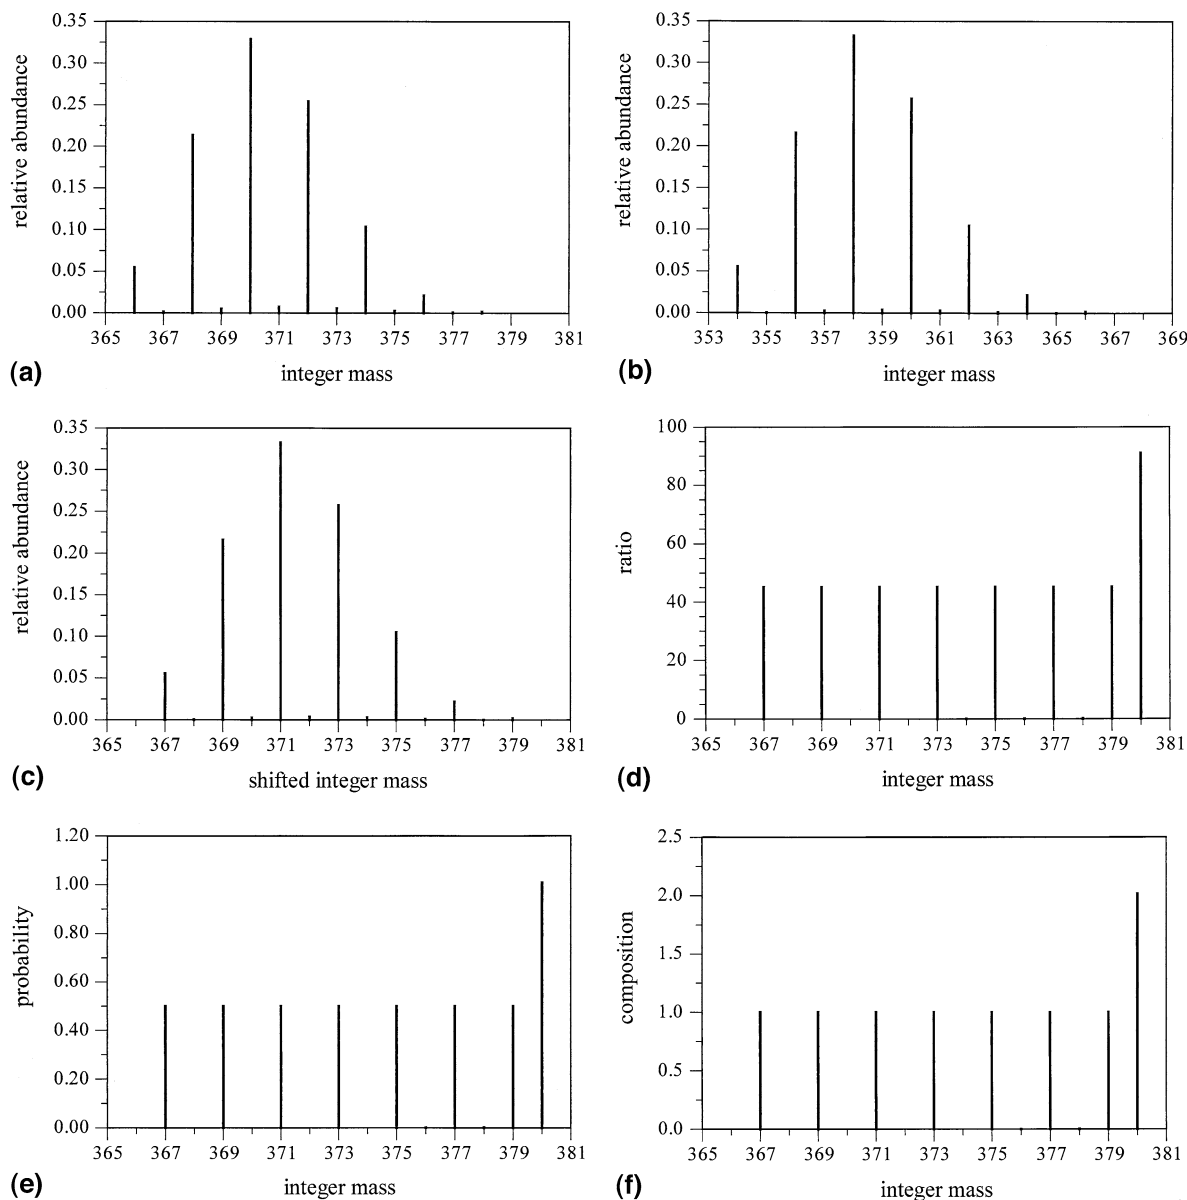 0.35
0.30
0.25
0.20
0.15
0.10
0.05
0.00
relative abundance
365 367 369 371 373 375 377 379 381
(a) integer mass
0.35
0.30
0.25
0.20
0.15
0.10
0.05
0.00
relative abundance
353 355 357 359 361 363 365 367 369
(b) integer mass
0.35
0.30
0.25
0.20
0.15
0.10
0.05
0.00
relative abundance
365 367 369 371 373 375 377 379 381
(c) shifted integer mass
100
80
60
40
20
0
ratio
365 367 369 371 373 375 377 379 381
(d) integer mass
1.20
1.00
0.80
0.60
0.40
0.20
0.00
probability
365 367 369 371 373 375 377 379 381
(e) integer mass
2.5
2.0
1.5
1.0
0.5
0.0
composition
365 367 369 371 373 375 377 379 381
(f) integer mass